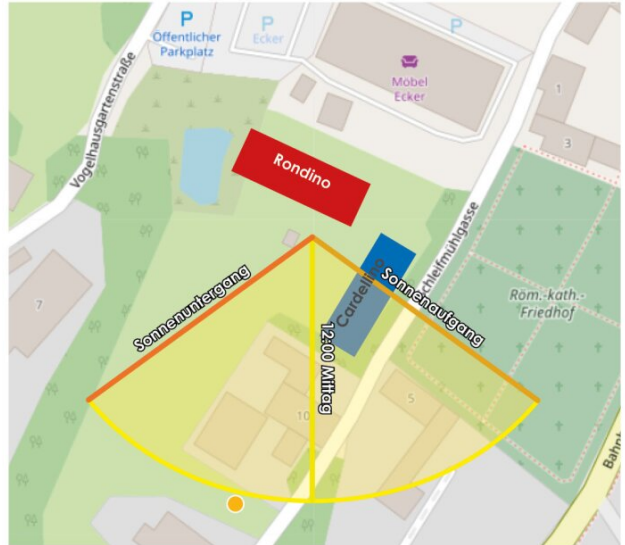 P
Öffentlicher
Parkplatz
P
Ecker
P
Möbel
Ecker
1
3
Vogelhausgartenstraße
Rondino
Schleifmühlgasse
Cardellino
Sonnenuntergang
Sonnenaufgang
12:00 Mittag
Röm.-kath.-
Friedhof
7
10
5
Bahn